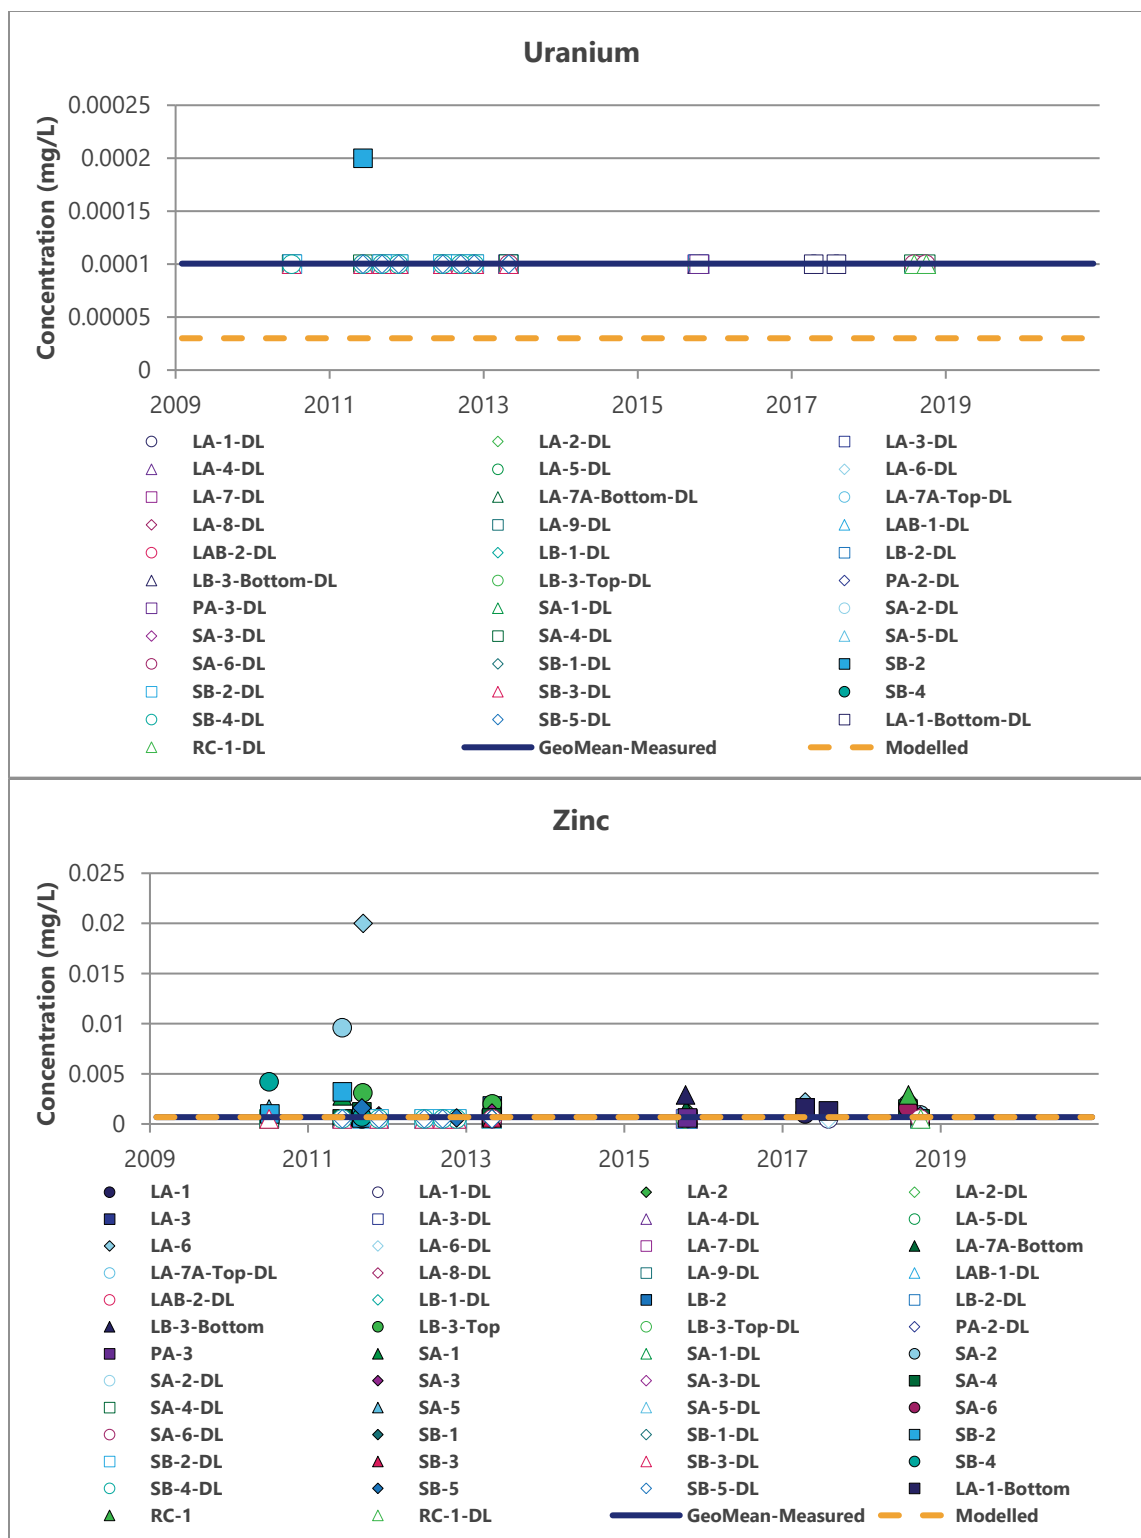 Uranium
Concentration (mg/L)
0.00025
0.0002
0.00015
0.0001
0.00005
0
2009 2011 2013 2015 2017 2019
LA-1-DL LA-2-DL LA-3-DL
LA-4-DL LA-5-DL LA-6-DL
LA-7-DL LA-7A-Bottom-DL LA-7A-Top-DL
LA-8-DL LA-9-DL LAB-1-DL
LAB-2-DL LB-1-DL LB-2-DL
LB-3-Bottom-DL LB-3-Top-DL PA-2-DL
PA-3-DL SA-1-DL SA-2-DL
SA-3-DL SA-4-DL SA-5-DL
SA-6-DL SB-1-DL SB-2
SB-2-DL SB-3-DL SB-4
SB-4-DL SB-5-DL LA-1-Bottom-DL
RC-1-DL GeoMean-Measured Modelled
Zinc
Concentration (mg/L)
0.025
0.02
0.015
0.01
0.005
0
2009 2011 2013 2015 2017 2019
LA-1 LA-1-DL LA-2 LA-2-DL
LA-3 LA-3-DL LA-4-DL LA-5-DL
LA-6 LA-6-DL LA-7-DL LA-7A-Bottom
LA-7A-Top-DL LA-8-DL LA-9-DL LAB-1-DL
LAB-2-DL LB-1-DL LB-2 LB-2-DL
LB-3-Bottom LB-3-Top LB-3-Top-DL PA-2-DL
PA-3 SA-1 SA-1-DL SA-2
SA-2-DL SA-3 SA-3-DL SA-4
SA-4-DL SA-5 SA-5-DL SA-6
SA-6-DL SB-1 SB-1-DL SB-2
SB-2-DL SB-3 SB-3-DL SB-4
SB-4-DL SB-5 SB-5-DL LA-1-Bottom
RC-1 RC-1-DL GeoMean-Measured Modelled